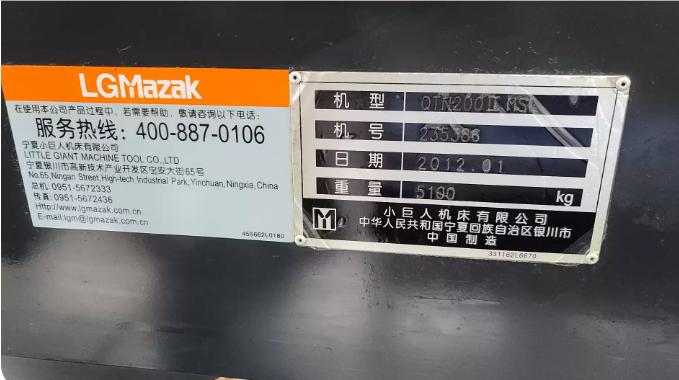 LGMazak
在使用本公司产品过程中，若需要帮助，敬请咨询以下电话：
服务热线：400-887-0106
宁夏小巨人机床有限公司
LITTLE GIANT MACHINE TOOL CO.,LTD
宁夏银川市高新技术产业开发区宝安大街65号
No.65,Ningan Street,High-tech Industrial Park,Yinchuan,Ningxia,China
总机 0951-5672333
传真 0951-5672436
Http://www.lgmazak.com.cn
E-mail:lgm@lgmazak.com.cn
455662L0180
机 型
机 号 235386
日 期 2012.01
重 量 5100 kg
小巨人机床有限公司
中华人民共和国宁夏回族自治区银川市
中国制造
331162L6670